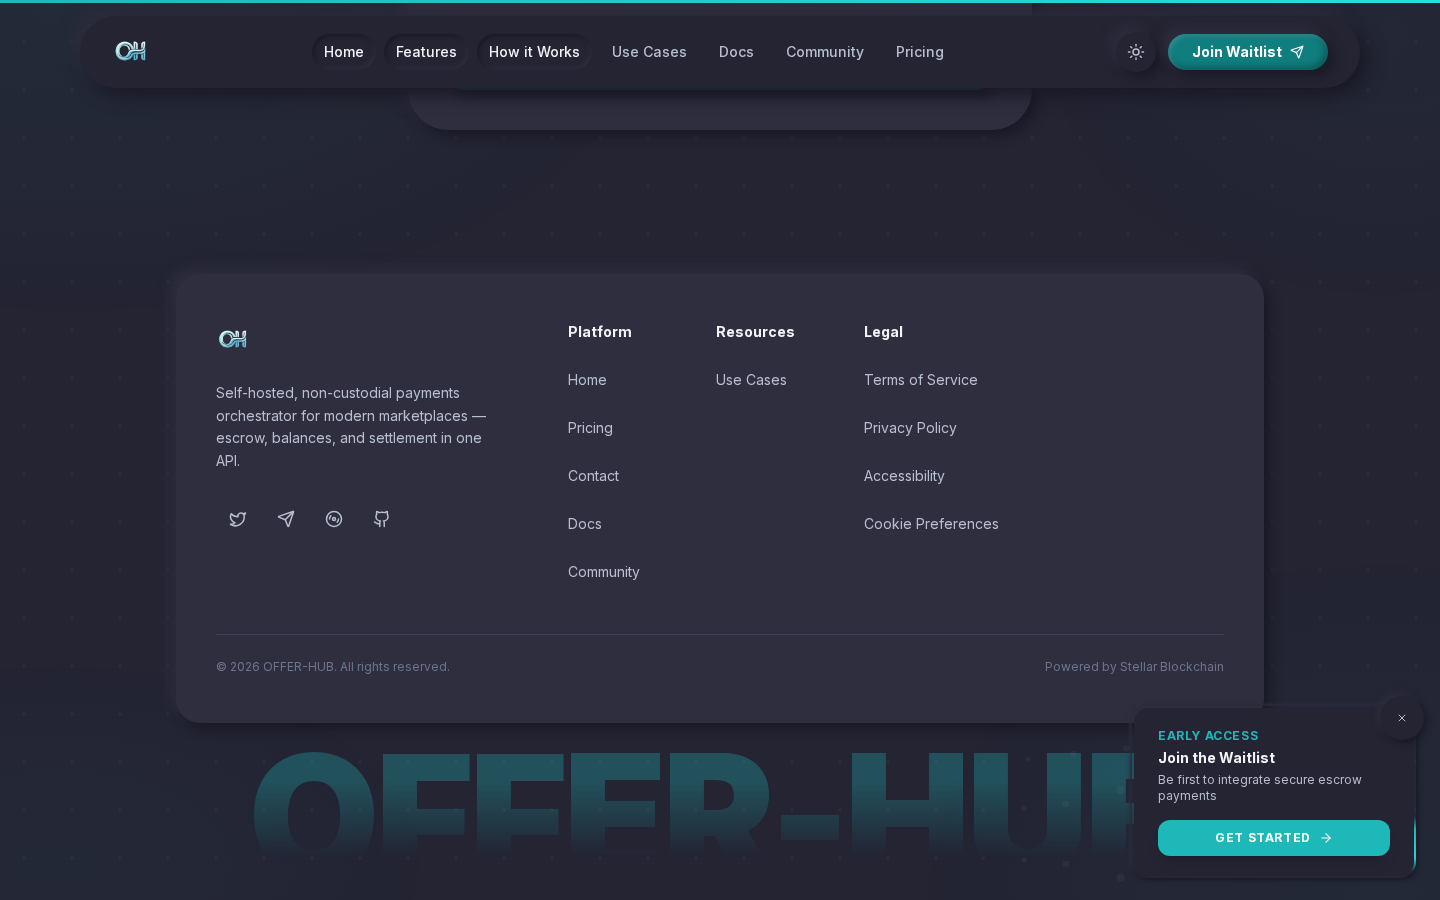 OH
Home
Features
How it Works
Use Cases
Docs
Community
Pricing
Join Waitlist
OH
Self-hosted, non-custodial payments
orchestrator for modern marketplaces —
escrow, balances, and settlement in one
API.
Platform
Home
Pricing
Contact
Docs
Community
Resources
Use Cases
Legal
Terms of Service
Privacy Policy
Accessibility
Cookie Preferences
© 2026 OFFER-HUB. All rights reserved.
Powered by Stellar Blockchain
OFFER-HUB
EARLY ACCESS
Join the Waitlist
Be first to integrate secure escrow
payments
GET STARTED